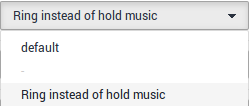 Ring instead of hold music
default
-
Ring instead of hold music